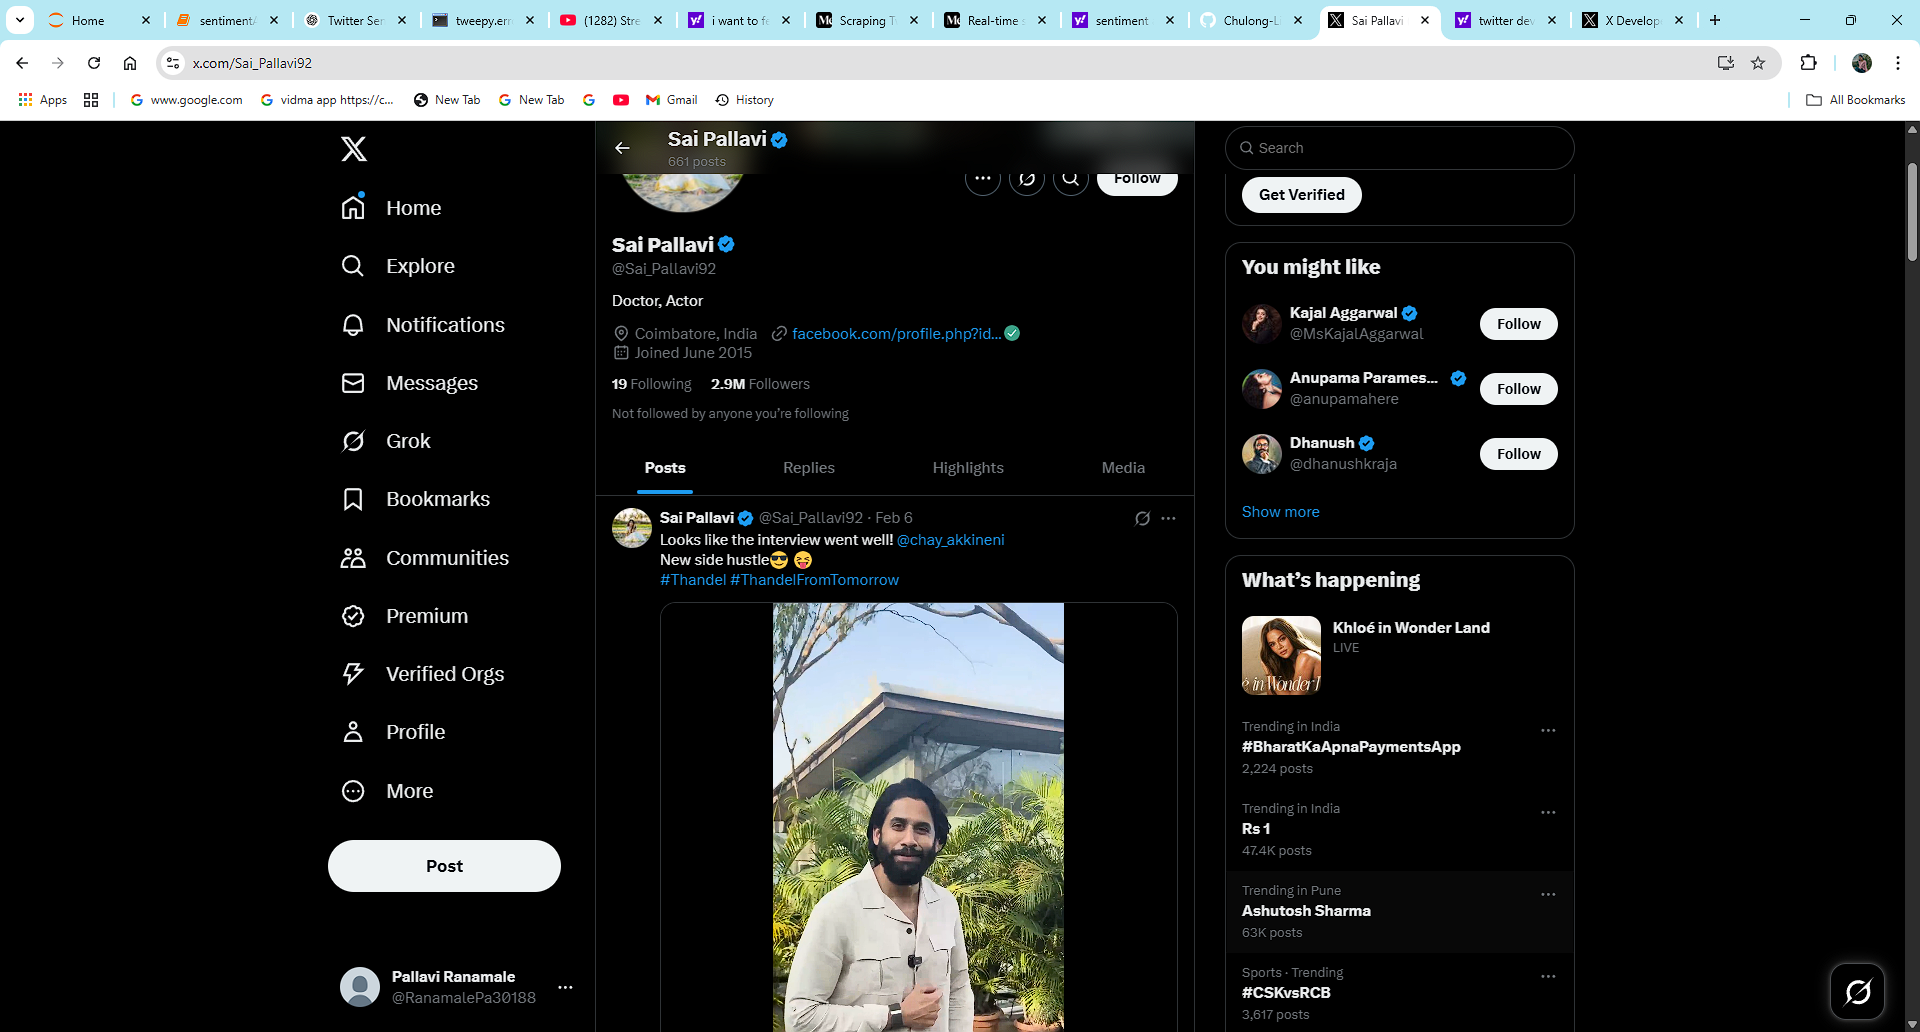 Home
sentimentA
Twitter Sen
tweepy.err
(1282) Stre
i want to fe
Scraping T
Real-time s
sentiment
Chulong-Li
Sai Pallavi
twitter dev
X Develop
x.com/Sai_Pallavi92
Apps
www.google.com
vidma app https://c...
New Tab
New Tab
Gmail
History
All Bookmarks
Home
Explore
Notifications
Messages
Grok
Bookmarks
Communities
Premium
Verified Orgs
Profile
More
Post
Pallavi Ranamale
@RanamalePa30188
Sai Pallavi
661 posts
Follow
Sai Pallavi
@Sai_Pallavi92
Doctor, Actor
Coimbatore, India facebook.com/profile.php?id...
Joined June 2015
19 Following 2.9M Followers
Not followed by anyone you're following
Posts Replies Highlights Media
Sai Pallavi @Sai_Pallavi92 · Feb 6
Looks like the interview went well! @chay_akkineni
New side hustle😎 😝
#Thandel #ThandelFromTomorrow
Search
Get Verified
You might like
Kajal Aggarwal
@MsKajalAggarwal
Follow
Anupama Parames...
@anupamahere
Follow
Dhanush
@dhanushkraja
Follow
Show more
What's happening
Khloé in Wonder Land
LIVE
é in Wonder l
Trending in India
#BharatKaApnaPaymentsApp
2,224 posts
Trending in India
Rs 1
47.4K posts
Trending in Pune
Ashutosh Sharma
63K posts
Sports · Trending
#CSKvsRCB
3,617 posts